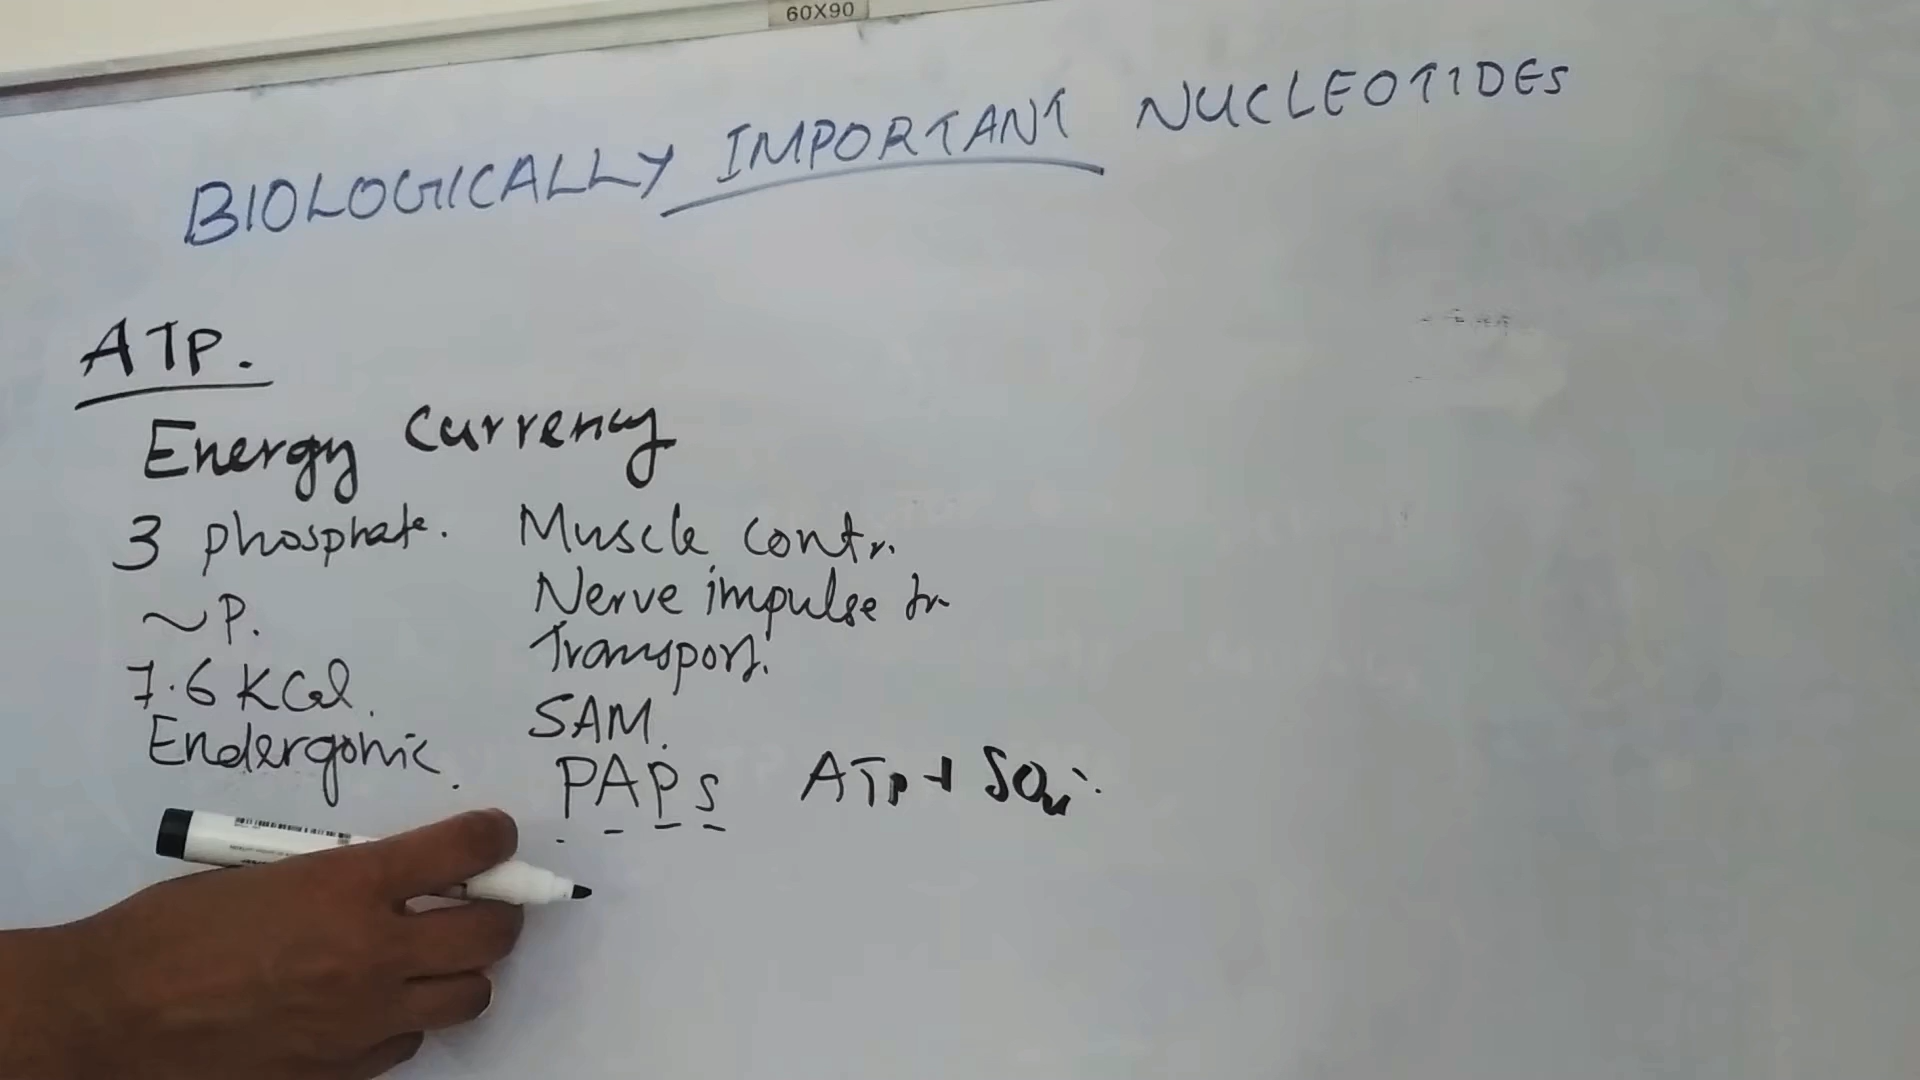 60X90
BIOLOGICALLY IMPORTANT NUCLEOTIDES
ATP.
Energy Currency
3 phosphate.
~P.
7.6 KCal.
Endergonic.
Muscle contr.
Nerve impulse tr
Transport.
SAM.
PAPS ATP + SO4